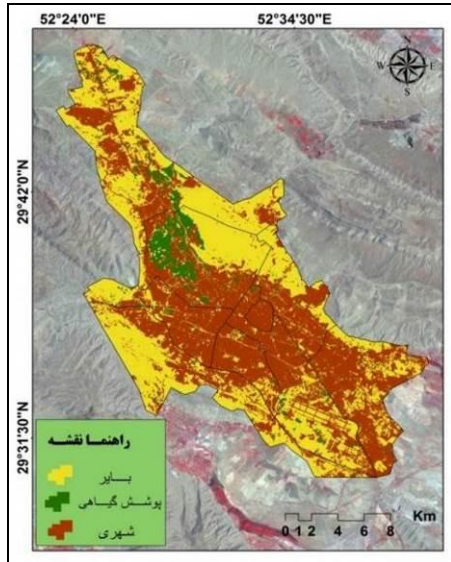 52°24'0"E 52°34'30"E
N
W E
S
29°42'0"N
29°31'30"N
راهنما نقشه
بایر
پوشش گیاهی
شهری
Km
0 1 2 4 6 8